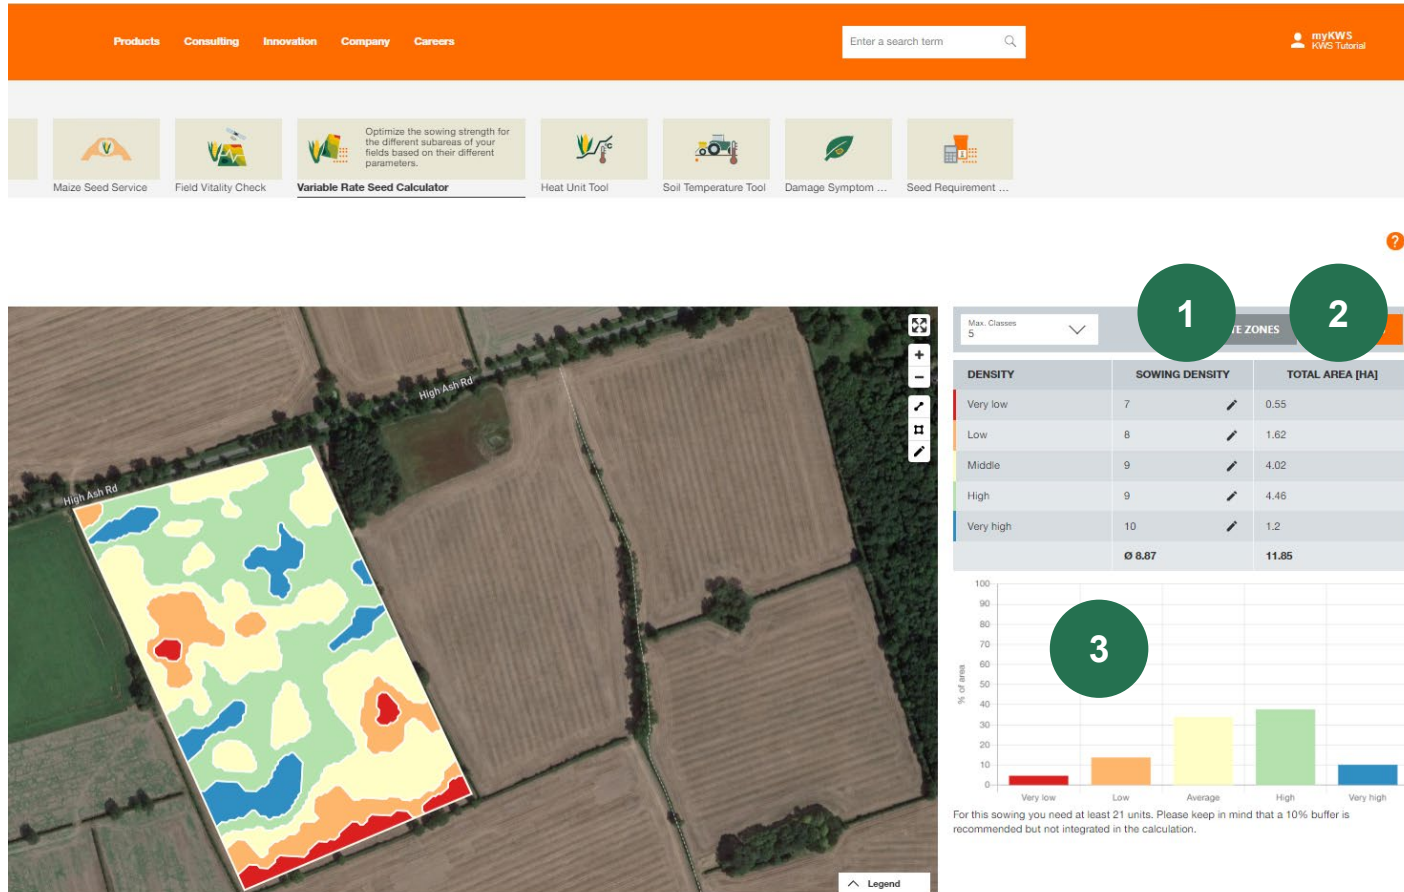 Products Consulting Innovation Company Careers
Enter a search term
myKWS
KWS Tutorial
Optimize the sowing strength for
the different subareas of your
fields based on their different
parameters.
Maize Seed Service
Field Vitality Check
Variable Rate Seed Calculator
Heat Unit Tool
Soil Temperature Tool
Damage Symptom ...
Seed Requirement ...
?
High Ash Rd
High Ash Rd
Legend
Max. Classes
5
1
ZONES
2
DENSITY SOWING DENSITY TOTAL AREA [HA]
Very low 7 0.55
Low 8 1.62
Middle 9 4.02
High 9 4.46
Very high 10 1.2
Ø 8.87 11.85
100
90
80
70
60
50
40
30
20
10
0
% of area
3
Very low Low Average High Very high
For this sowing you need at least 21 units. Please keep in mind that a 10% buffer is
recommended but not integrated in the calculation.